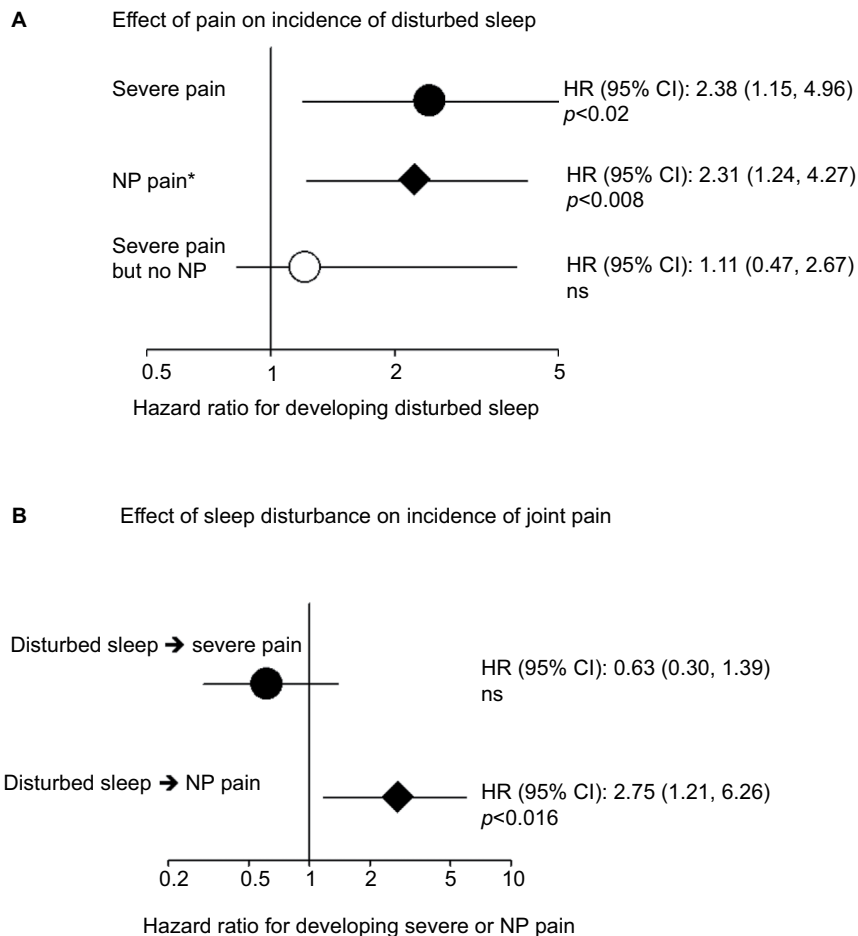 A Effect of pain on incidence of disturbed sleep
Severe pain
HR (95% CI): 2.38 (1.15, 4.96)
p<0.02
NP pain*
HR (95% CI): 2.31 (1.24, 4.27)
p<0.008
Severe pain
but no NP
HR (95% CI): 1.11 (0.47, 2.67)
ns
0.5 1 2 5
Hazard ratio for developing disturbed sleep
B Effect of sleep disturbance on incidence of joint pain
Disturbed sleep ➔ severe pain
HR (95% CI): 0.63 (0.30, 1.39)
ns
Disturbed sleep ➔ NP pain
HR (95% CI): 2.75 (1.21, 6.26)
p<0.016
0.2 0.5 1 2 5 10
Hazard ratio for developing severe or NP pain